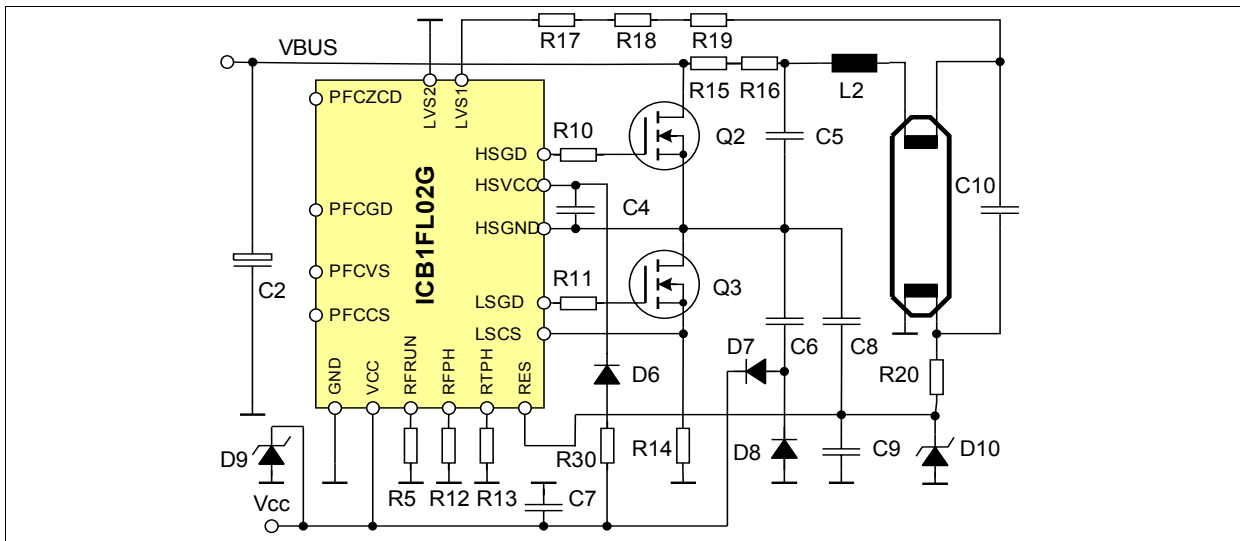 R17 R18 R19
VBUS
R15 R16 L2
PFCZCD
LVS2
LVS1
HSGD R10 Q2 C5
HSVCC
C4
C10
PFCGD
HSGND
ICB1FL02G
PFCVS
R11 Q3
C2
PFCCS
LSGD
LSCS
D7 C6 C8
GND
VCC
RFRUN
RFPH
RTPH
RES
D6
R20
D9
R30 R14 D8 C9 D10
R5 R12 R13
C7
Vcc